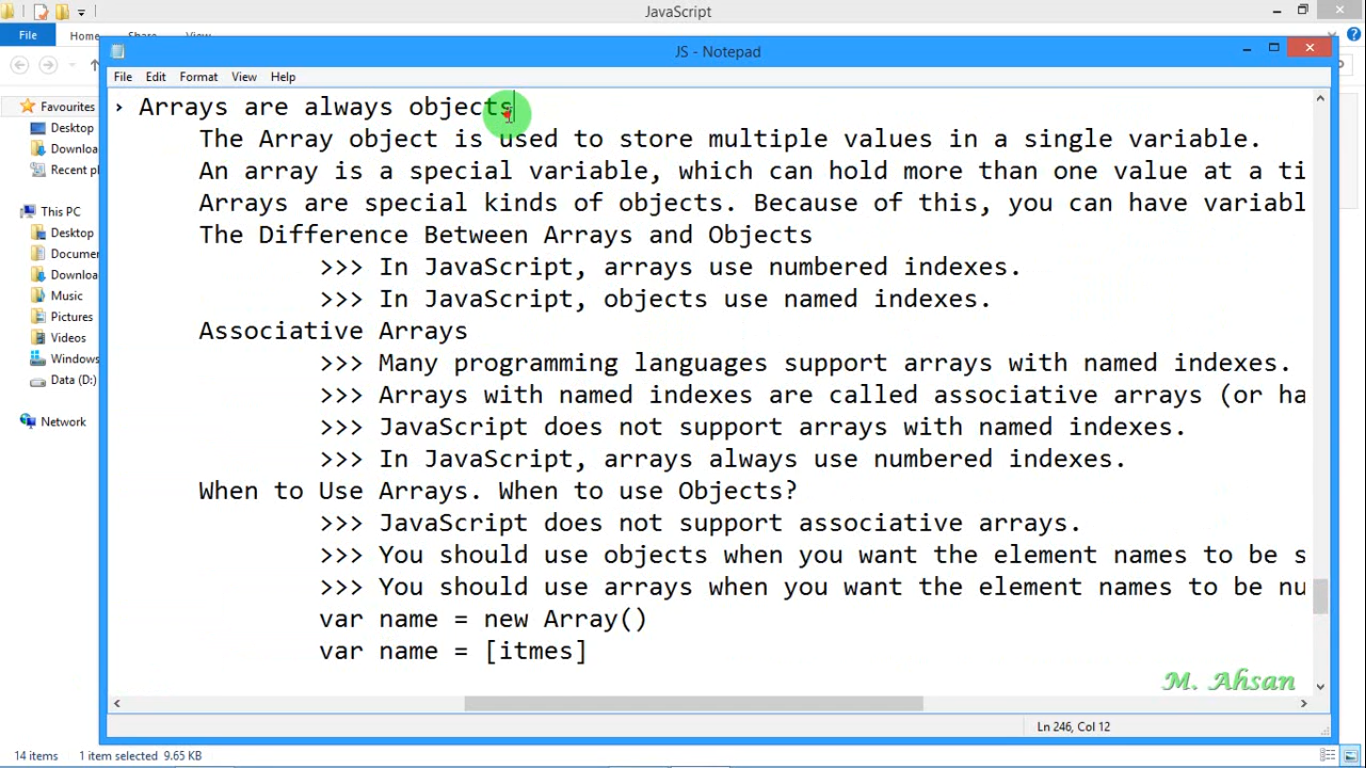 JavaScript
File Home Share View
JS - Notepad
File Edit Format View Help
› Arrays are always objects
The Array object is used to store multiple values in a single variable.
An array is a special variable, which can hold more than one value at a ti
Arrays are special kinds of objects. Because of this, you can have variabl
The Difference Between Arrays and Objects
>>> In JavaScript, arrays use numbered indexes.
>>> In JavaScript, objects use named indexes.
Associative Arrays
>>> Many programming languages support arrays with named indexes.
>>> Arrays with named indexes are called associative arrays (or ha
>>> JavaScript does not support arrays with named indexes.
>>> In JavaScript, arrays always use numbered indexes.
When to Use Arrays. When to use Objects?
>>> JavaScript does not support associative arrays.
>>> You should use objects when you want the element names to be s
>>> You should use arrays when you want the element names to be nu
var name = new Array()
var name = [itmes]
M. Ahsan
Ln 246, Col 12
Favourites
Desktop
Downloa
Recent pl
This PC
Desktop
Documen
Downloa
Music
Pictures
Videos
Windows
Data (D:)
Network
14 items 1 item selected 9.65 KB